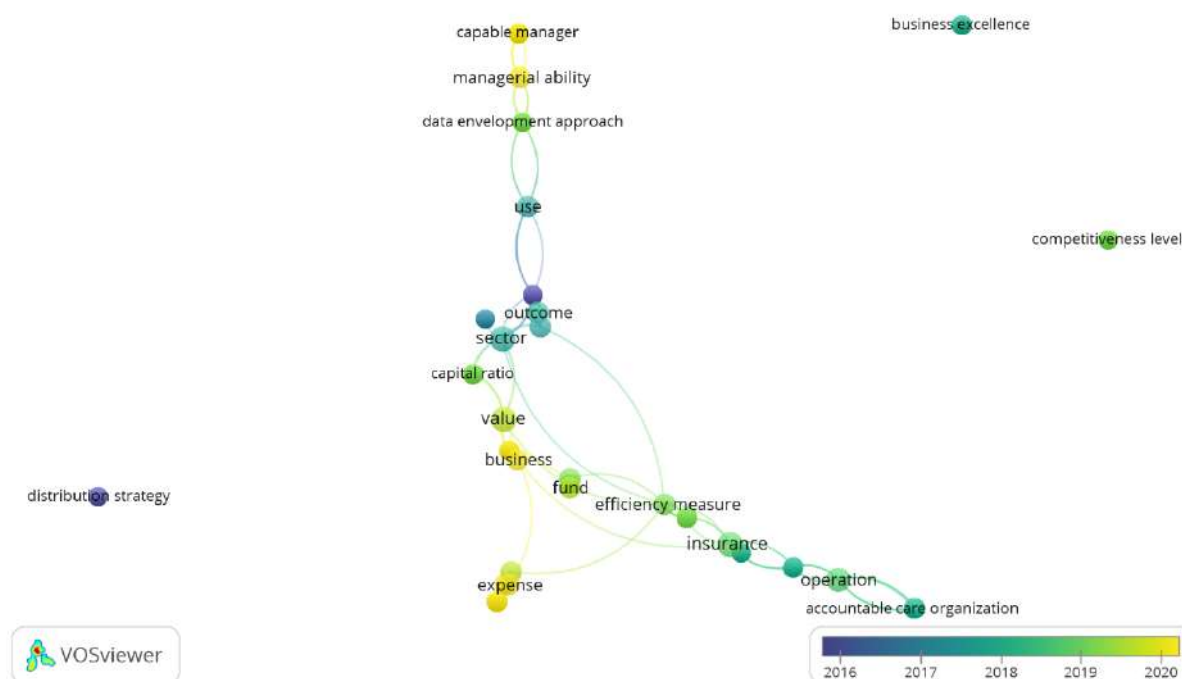 capable manager
business excellence
managerial ability
data envelopment approach
use
competitiveness level
outcome
sector
capital ratio
value
business
fund
distribution strategy
efficiency measure
insurance
expense
operation
accountable care organization
VOSviewer
2016 2017 2018 2019 2020